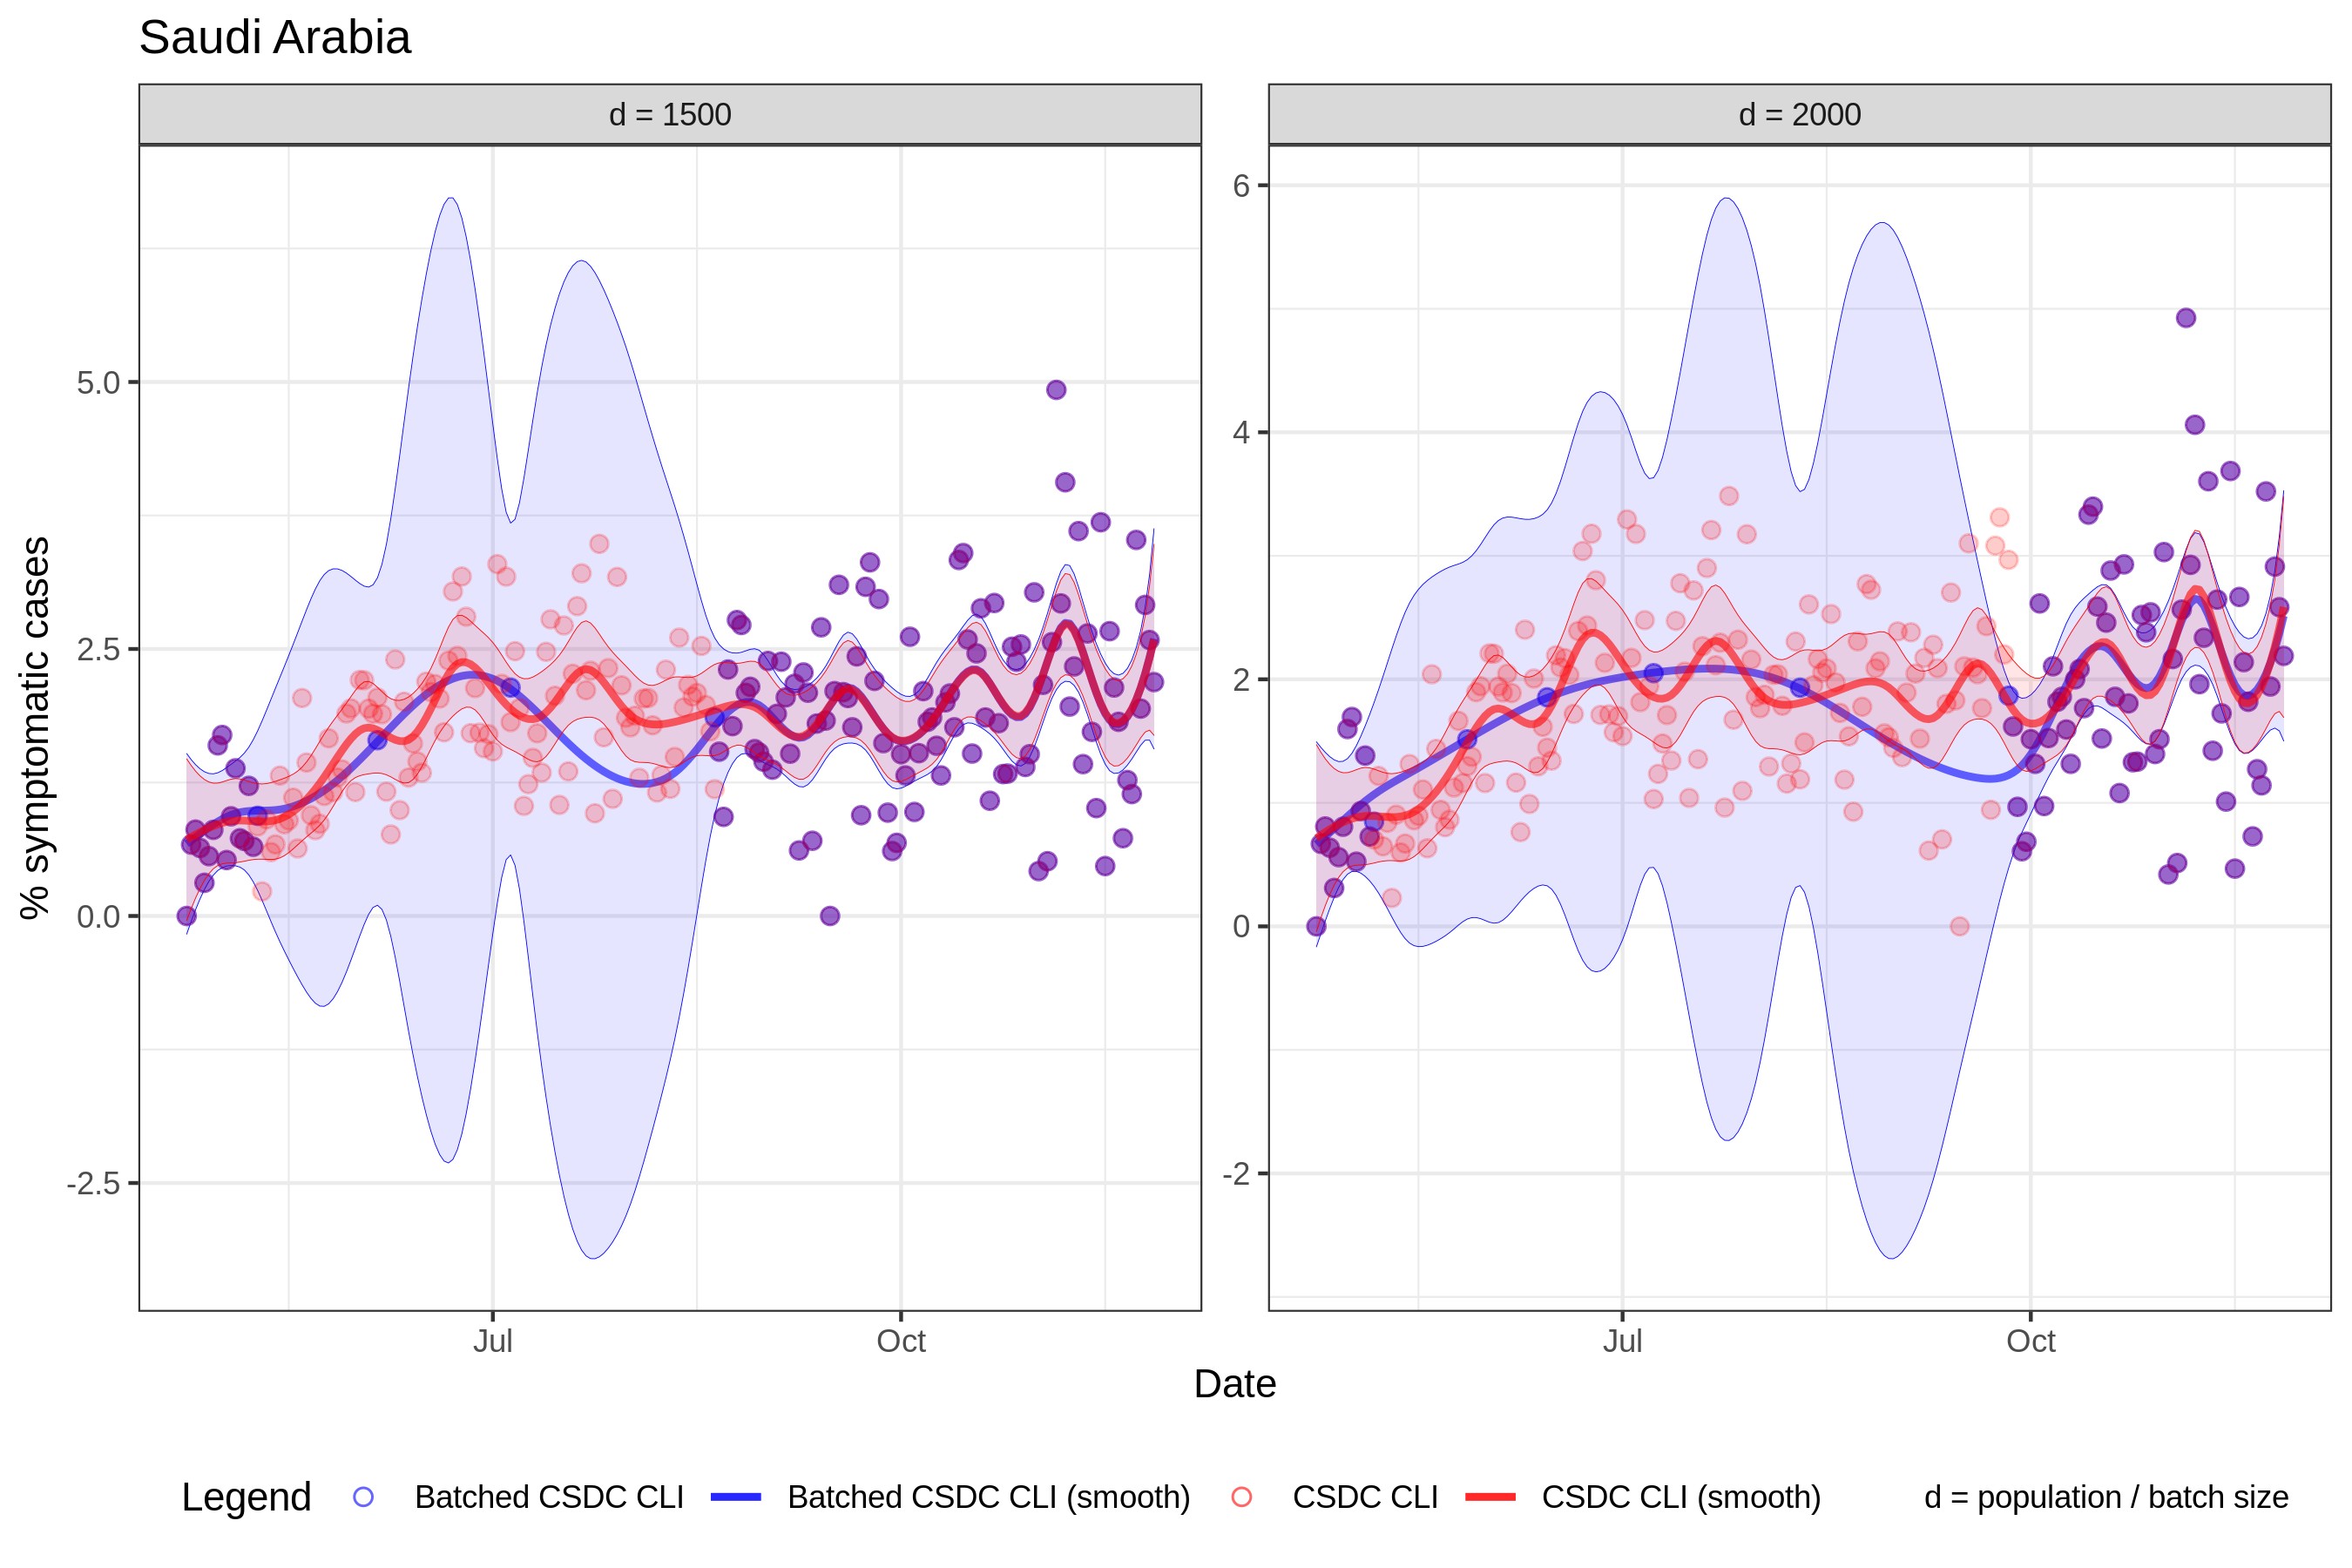 Saudi Arabia
d = 1500
d = 2000
% symptomatic cases
5.0
2.5
0.0
-2.5
6
4
2
0
-2
Jul
Oct
Jul
Oct
Date
Legend
Batched CSDC CLI
Batched CSDC CLI (smooth)
CSDC CLI
CSDC CLI (smooth)
d = population / batch size